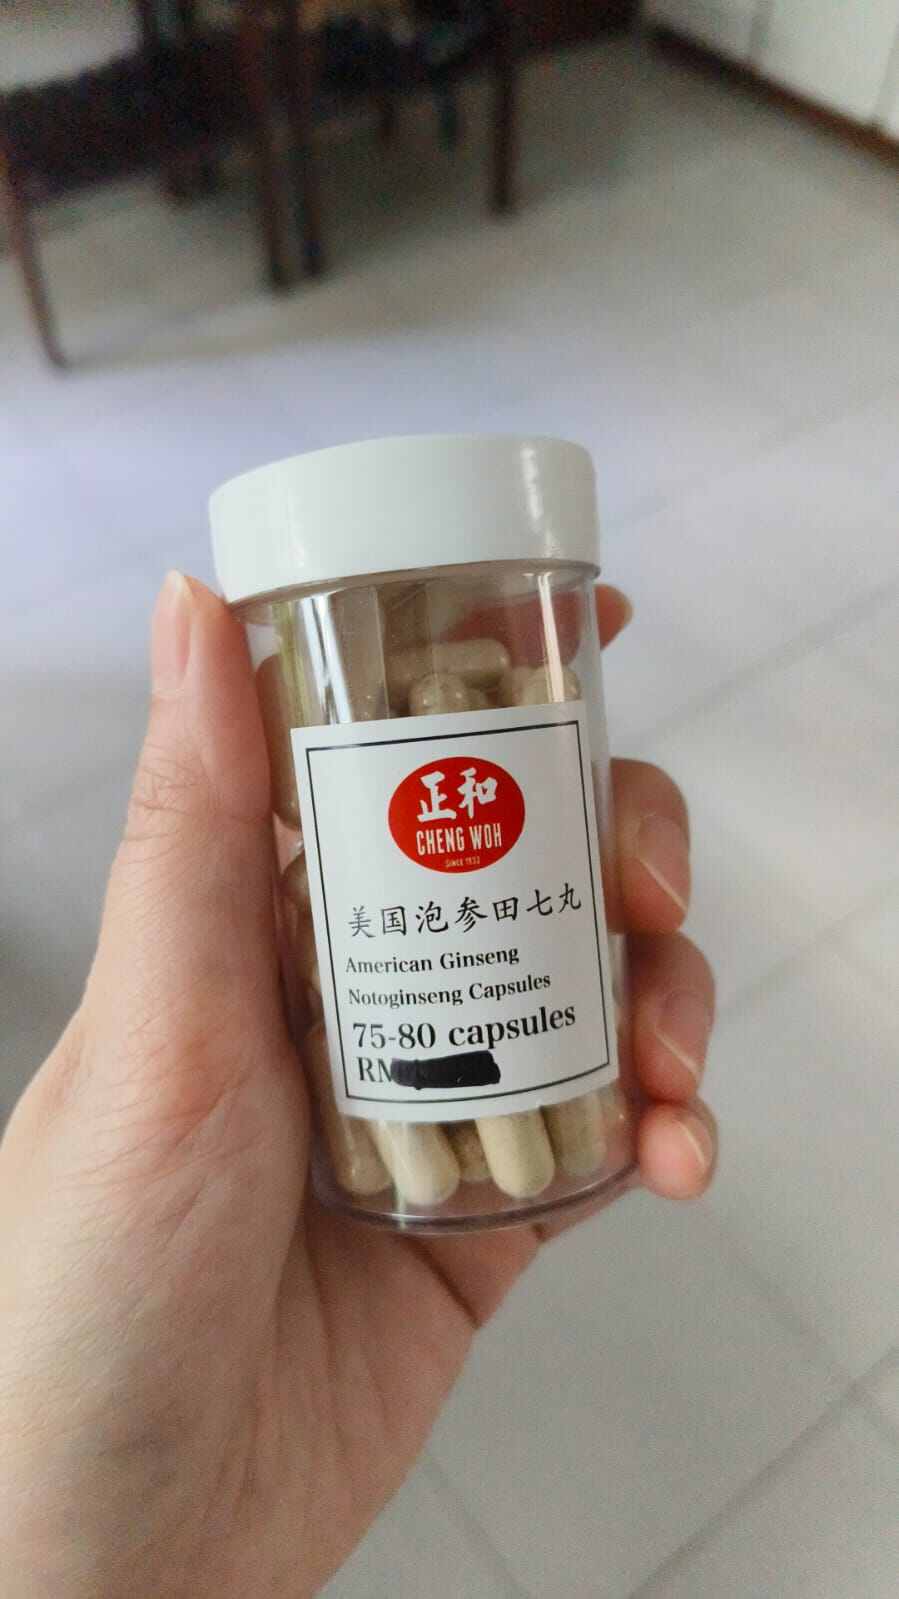 正和
CHENG WOH
SINCE 1932
美国泡参田七丸
American Ginseng
Notoginseng Capsules
75-80 capsules
RM